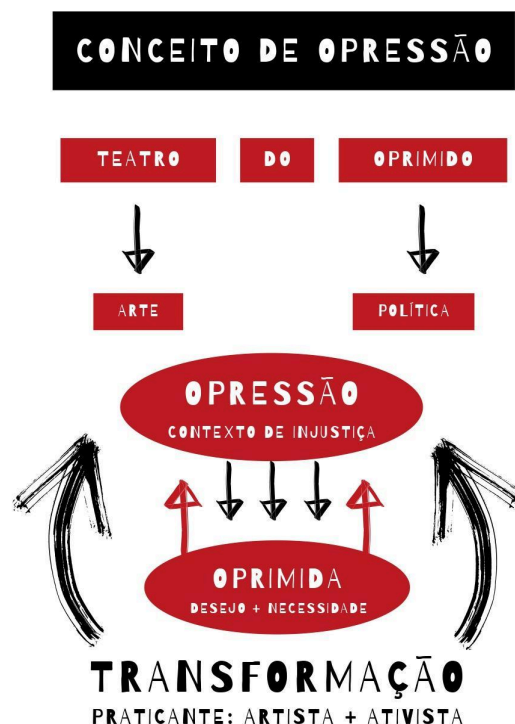 CONCEITO DE OPRESSÃO
TEATRO DO OPRIMIDO
ARTE POLÍTICA
OPRESSÃO
CONTEXTO DE INJUSTIÇA
OPRIMIDA
DESEJO + NECESSIDADE
TRANSFORMAÇÃO
PRATICANTE: ARTISTA + ATIVISTA